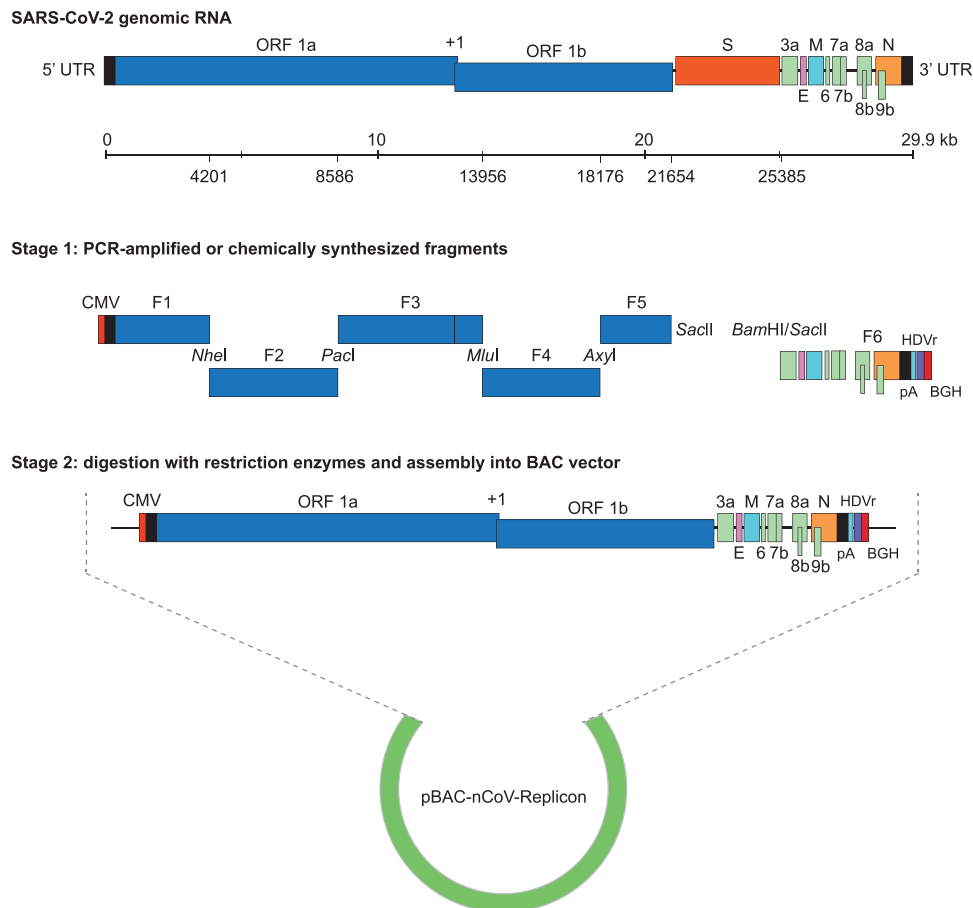 SARS-CoV-2 genomic RNA
ORF 1a +1 ORF 1b S 3a M 7a 8a N
5' UTR 3' UTR
E 6 7b 8b 9b
0 10 20 29.9 kb
4201 8586 13956 18176 21654 25385
Stage 1: PCR-amplified or chemically synthesized fragments
CMV F1 F3 F5
SacII BamHI/SacII F6 HDVr
NheI F2 PacI MluI F4 AxyI
pA BGH
Stage 2: digestion with restriction enzymes and assembly into BAC vector
CMV ORF 1a +1 ORF 1b 3a M 7a 8a N HDVr
E 6 7b 8b 9b pA BGH
pBAC-nCoV-Replicon